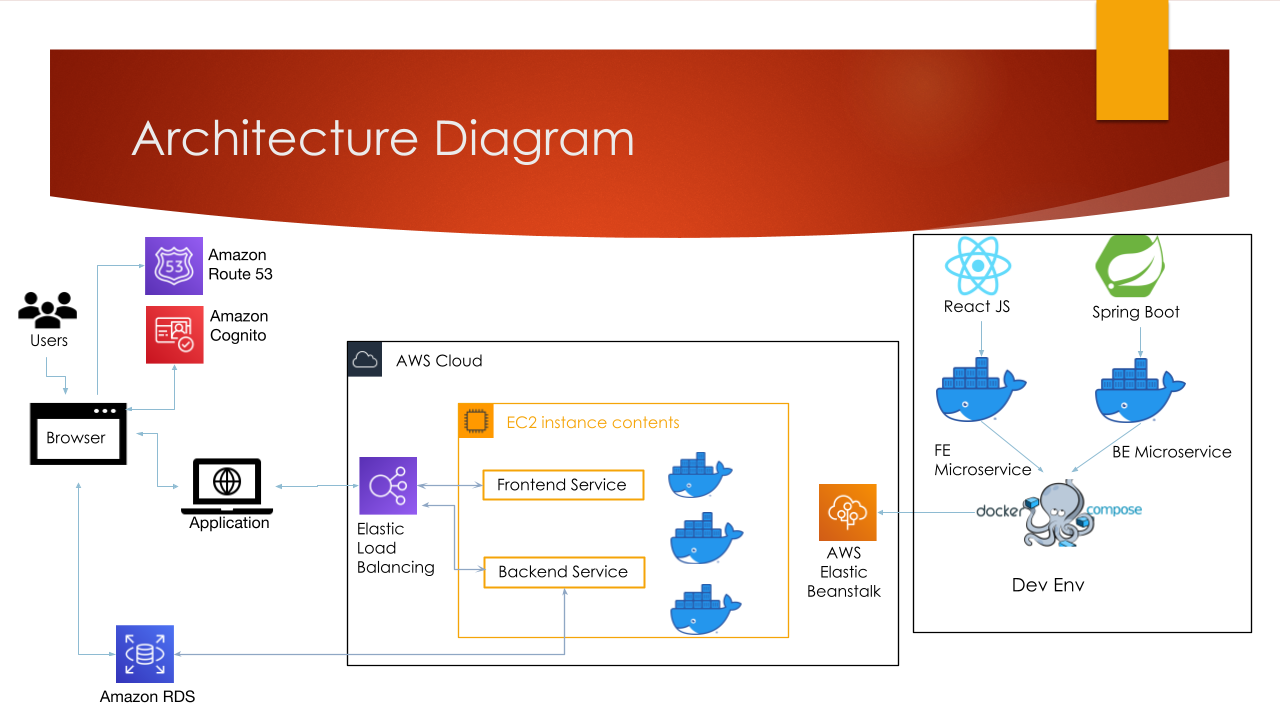 Architecture Diagram
Amazon
Route 53
Amazon
Cognito
Users
Browser
Application
Amazon RDS
AWS Cloud
EC2 instance contents
Elastic
Load
Balancing
Frontend Service
Backend Service
AWS
Elastic
Beanstalk
React JS
Spring Boot
FE
Microservice
BE Microservice
docker compose
Dev Env
53